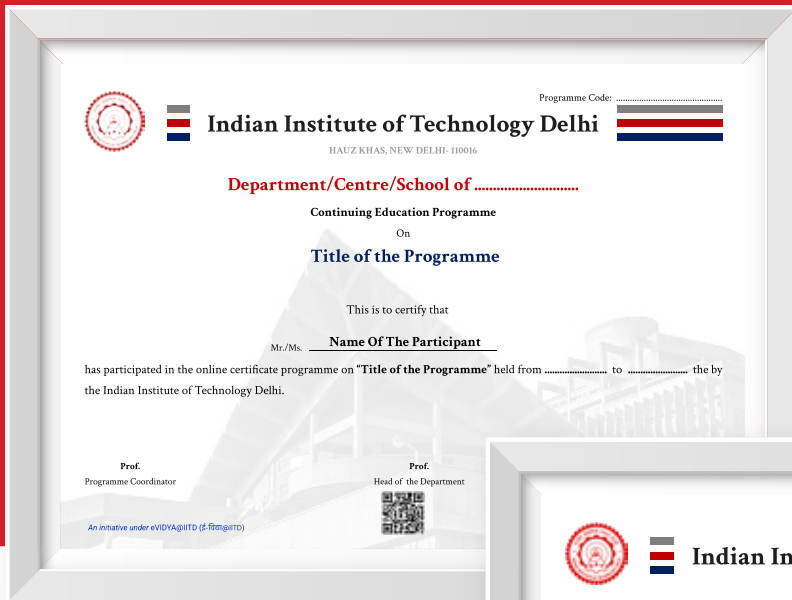 Programme Code: ............................................
Indian Institute of Technology Delhi
HAUZ KHAS, NEW DELHI- 110016
Department/Centre/School of ............................
Continuing Education Programme
On
Title of the Programme
This is to certify that
Mr./Ms. Name Of The Participant
has participated in the online certificate programme on “Title of the Programme” held from .......................... to ......................... the by
the Indian Institute of Technology Delhi.
Prof.
Programme Coordinator
Prof.
Head of the Department
An initiative under eVIDYA@IITD (ई-विद्या@IITD)
Indian In